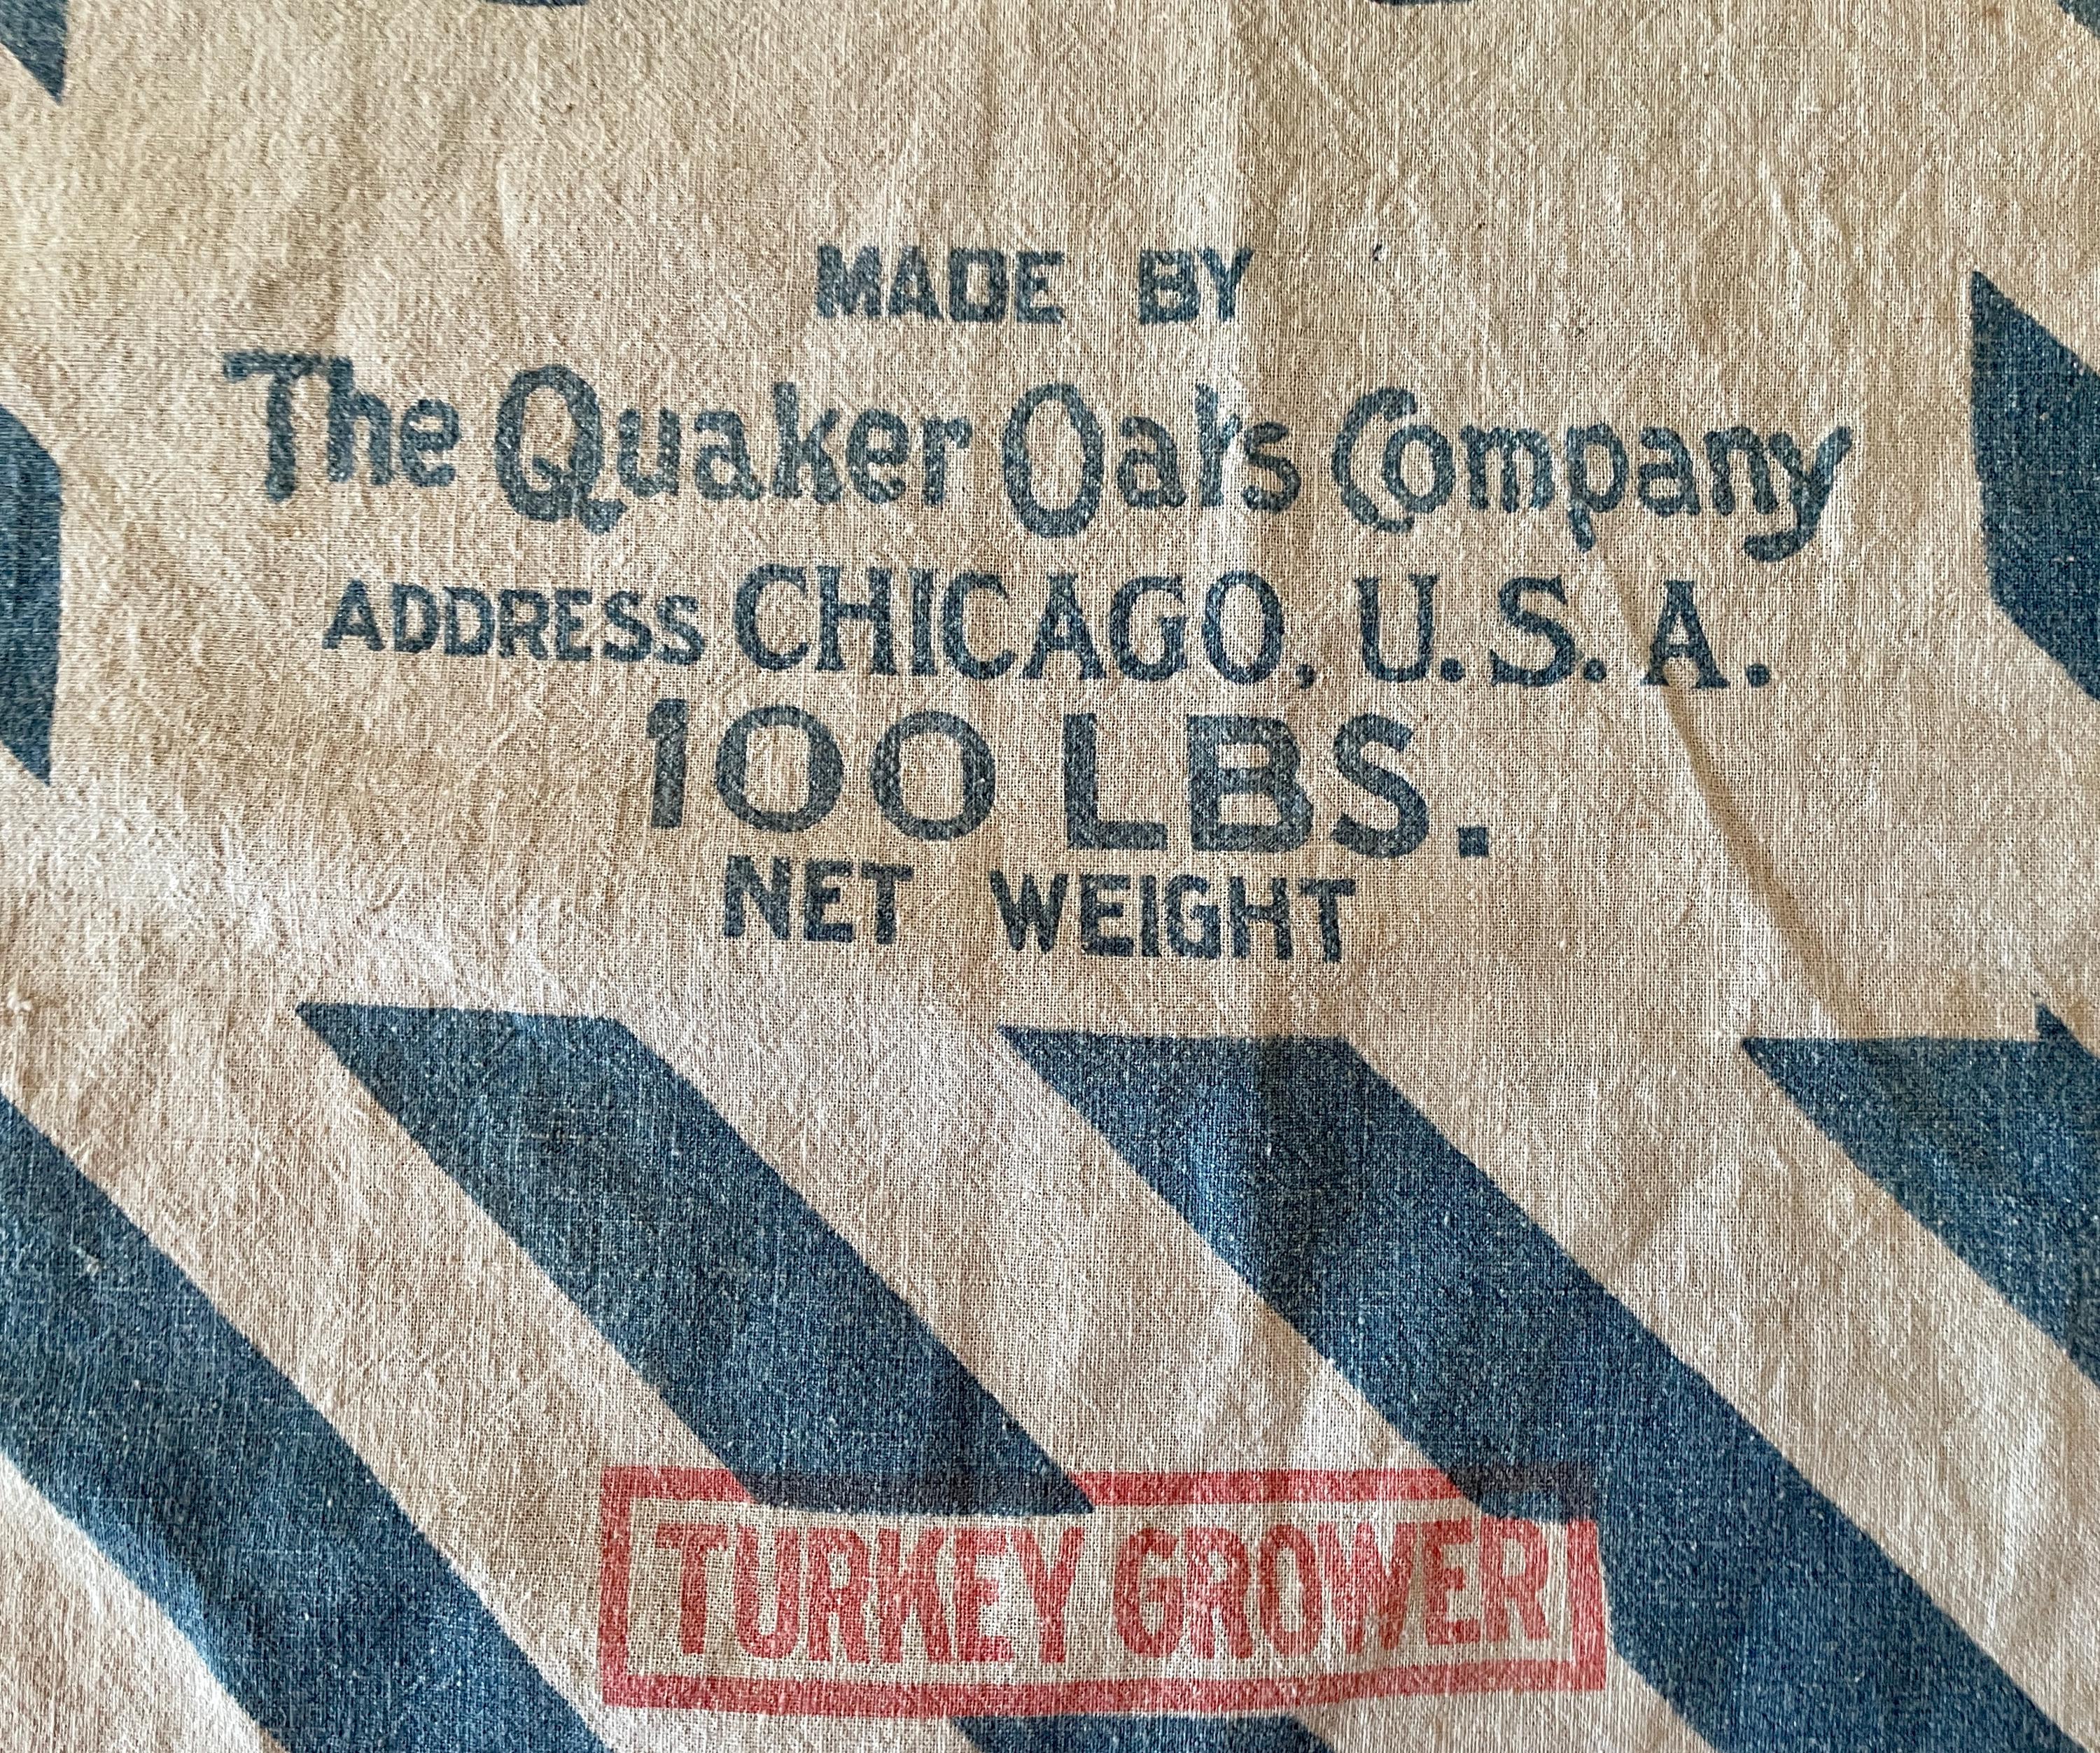 MADE BY
The Quaker Oats Company
ADDRESS CHICAGO, U.S.A.
100 LBS.
NET WEIGHT
TURKEY GROWER